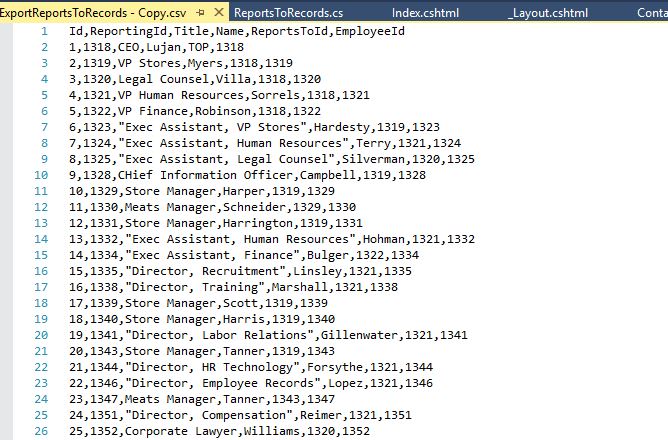 ExportReportsToRecords - Copy.csv ReportsToRecords.cs Index.cshtml _Layout.cshtml Conta
1 Id,ReportingId,Title,Name,ReportsToId,EmployeeId
2 1,1318,CEO,Lujan,TOP,1318
3 2,1319,VP Stores,Myers,1318,1319
4 3,1320,Legal Counsel,Villa,1318,1320
5 4,1321,VP Human Resources,Sorrels,1318,1321
6 5,1322,VP Finance,Robinson,1318,1322
7 6,1323,"Exec Assistant, VP Stores",Hardesty,1319,1323
8 7,1324,"Exec Assistant, Human Resources",Terry,1321,1324
9 8,1325,"Exec Assistant, Legal Counsel",Silverman,1320,1325
10 9,1328,CHief Information Officer,Campbell,1319,1328
11 10,1329,Store Manager,Harper,1319,1329
12 11,1330,Meats Manager,Schneider,1329,1330
13 12,1331,Store Manager,Harrington,1319,1331
14 13,1332,"Exec Assistant, Human Resources",Hohman,1321,1332
15 14,1334,"Exec Assistant, Finance",Bulger,1322,1334
16 15,1335,"Director, Recruitment",Linsley,1321,1335
17 16,1338,"Director, Training",Marshall,1321,1338
18 17,1339,Store Manager,Scott,1319,1339
19 18,1340,Store Manager,Harris,1319,1340
20 19,1341,"Director, Labor Relations",Gillenwater,1321,1341
21 20,1343,Store Manager,Tanner,1319,1343
22 21,1344,"Director, HR Technology",Forsythe,1321,1344
23 22,1346,"Director, Employee Records",Lopez,1321,1346
24 23,1347,Meats Manager,Tanner,1343,1347
25 24,1351,"Director, Compensation",Reimer,1321,1351
26 25,1352,Corporate Lawyer,Williams,1320,1352